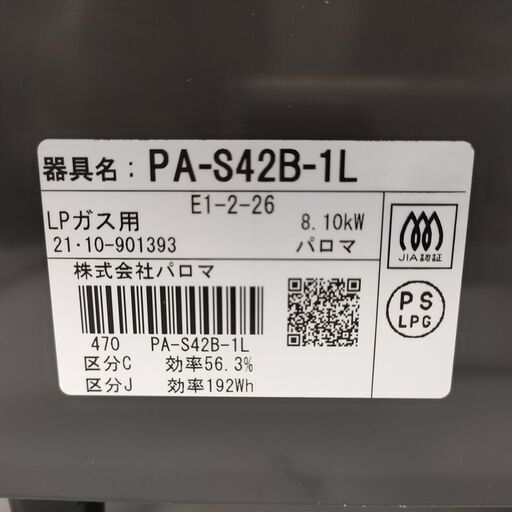 器具名：PA-S42B-1L
E1-2-26
LPガス用 8.10kW
21・10-901393 パロマ
JIA認証
株式会社パロマ
PS
LPG
470 PA-S42B-1L
区分C 効率56.3%
区分J 効率192Wh